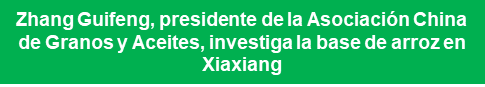 Zhang Guifeng, presidente de la Asociación China
de Granos y Aceites, investiga la base de arroz en
Xiaxiang